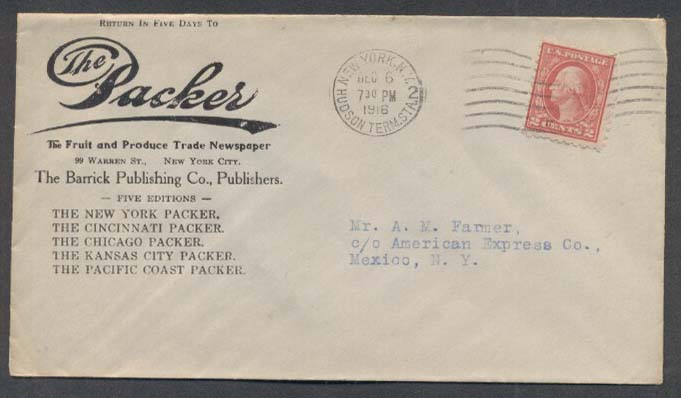 RETURN IN FIVE DAYS TO
The
Packer
The Fruit and Produce Trade Newspaper
99 WARREN ST., NEW YORK CITY.
The Barrick Publishing Co., Publishers.
— FIVE EDITIONS —
THE NEW YORK PACKER.
THE CINCINNATI PACKER.
THE CHICAGO PACKER.
THE KANSAS CITY PACKER.
THE PACIFIC COAST PACKER.
NEW YORK, N.Y.
DEC 6
730 PM
1916
HUDSON TERM. STA.
2
U.S. POSTAGE
2 CENTS 2
Mr. A. M. Farmer,
c/o American Express Co.,
Mexico, N. Y.